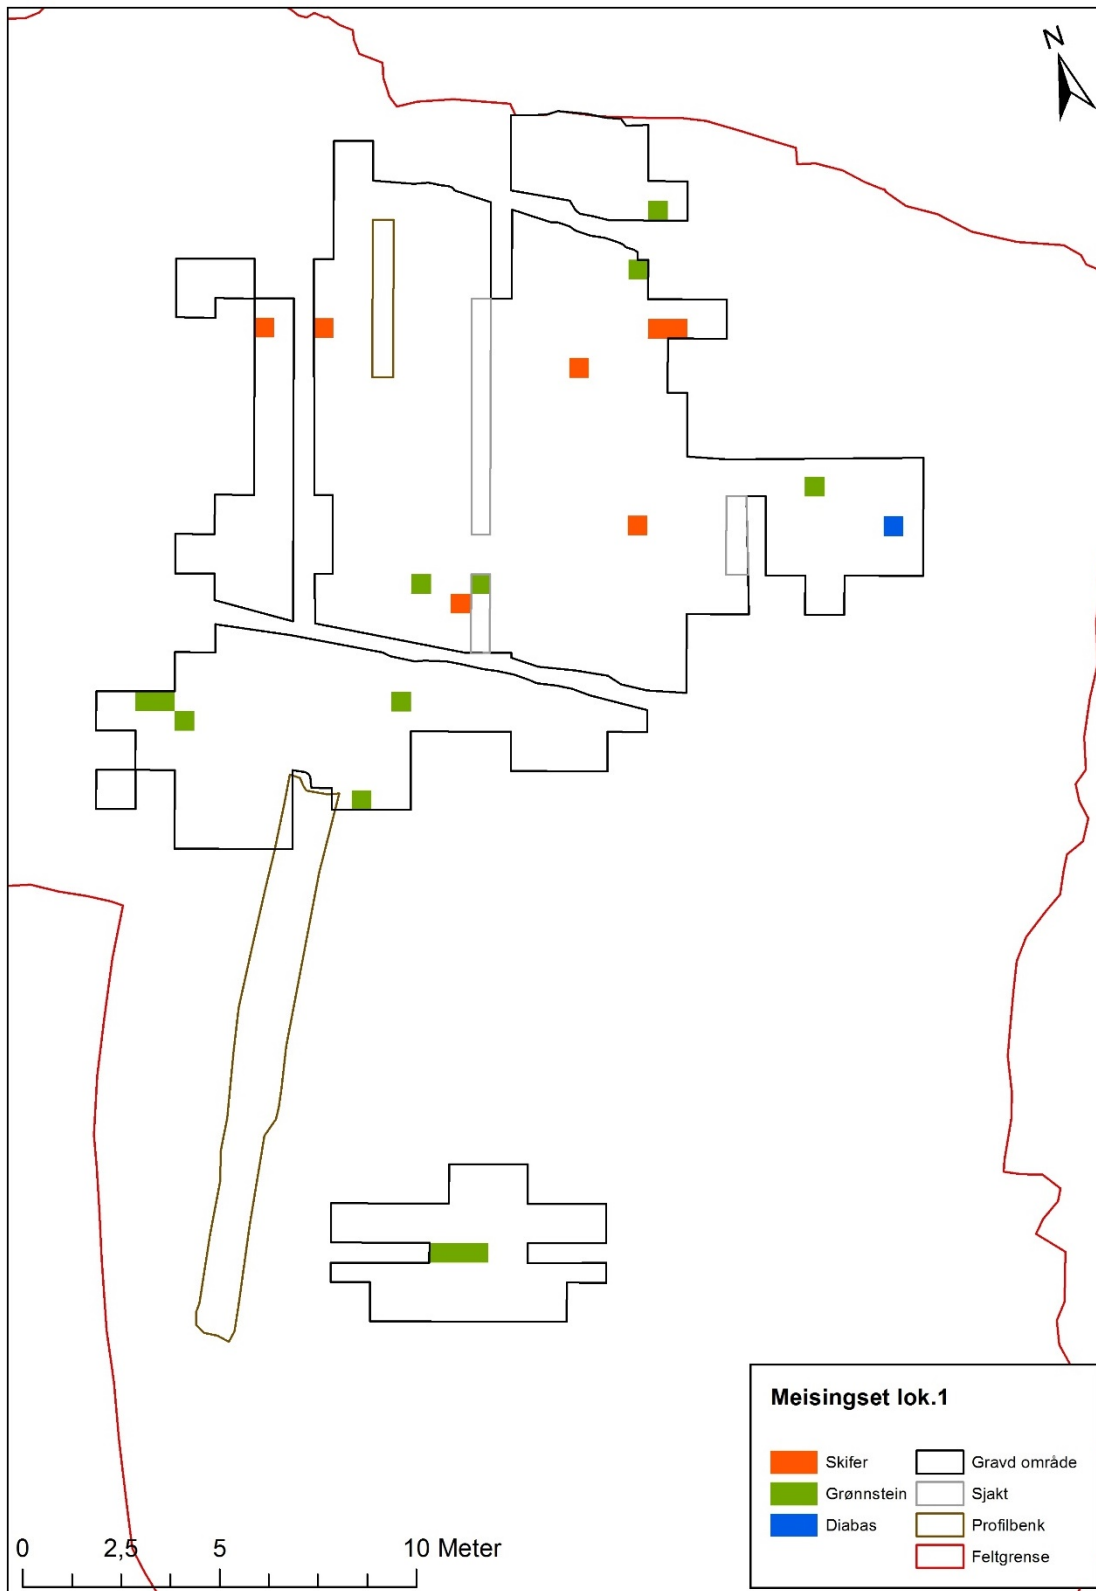 N
Meisingset lok.1
Skifer
Gravd område
Grønnstein
Sjakt
Diabas
Profilbenk
Feltgrense
0 2,5 5 10 Meter